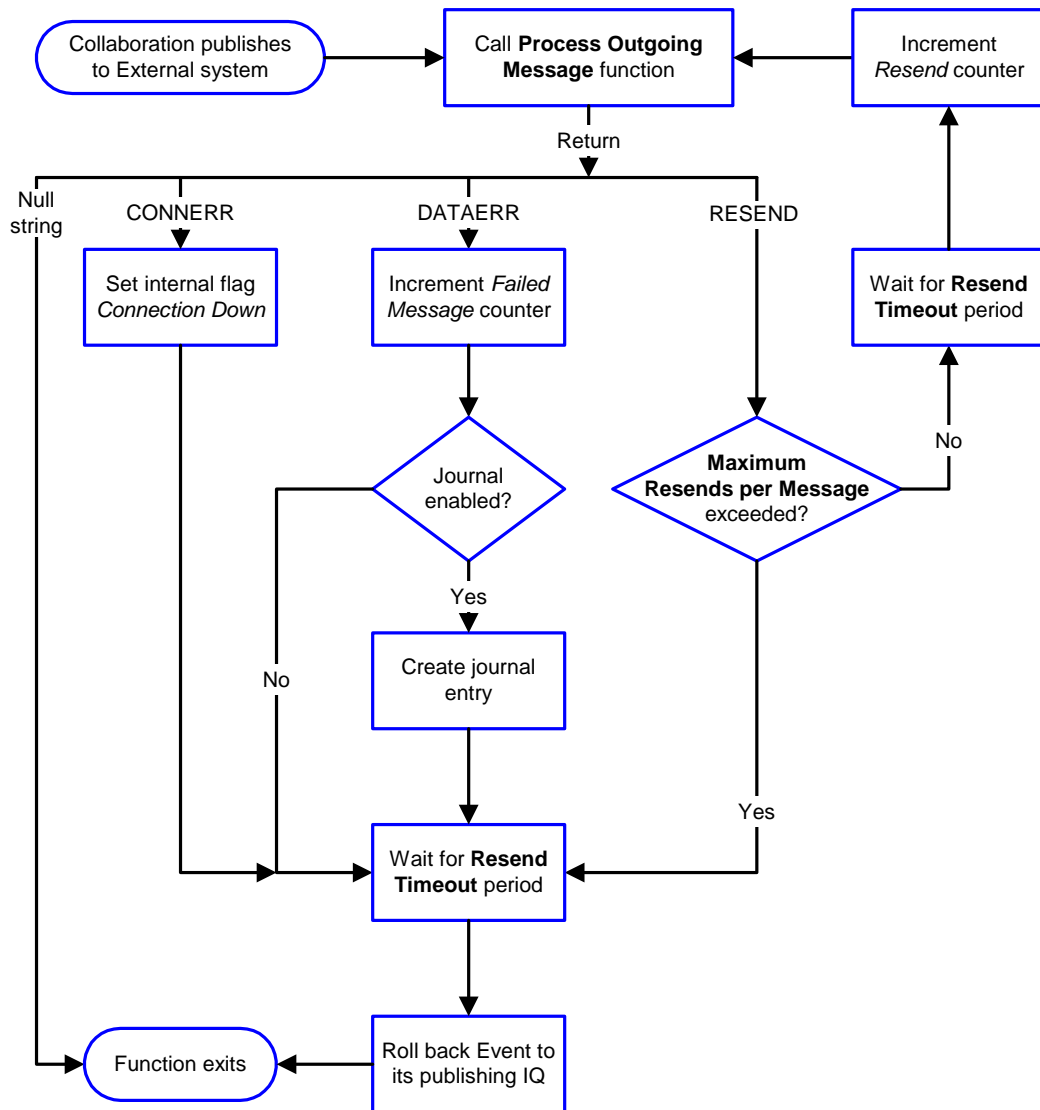 Collaboration publishes
to External system
Call Process Outgoing
Message function
Increment
Resend counter
Return
Null
string
CONNERR
DATAERR
RESEND
Set internal flag
Connection Down
Increment Failed
Message counter
Wait for Resend
Timeout period
No
Journal
enabled?
Maximum
Resends per Message
exceeded?
Yes
No
Create journal
entry
Yes
Wait for Resend
Timeout period
Function exits
Roll back Event to
its publishing IQ